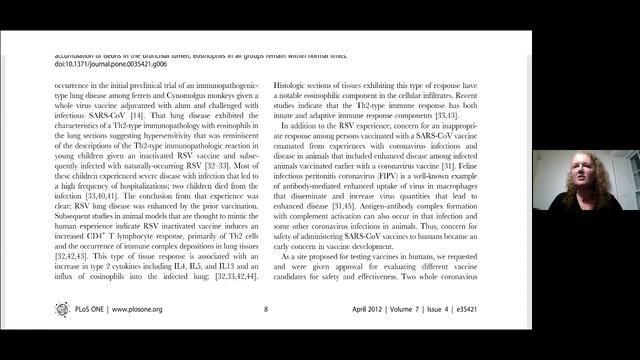 accumulation of debris in the bronchial lumen, eosinophils in all groups remain within normal limits.
doi:10.1371/journal.pone.0035421.g006
occurrence in the initial preclinical trial of an immunopathogenic-
type lung disease among ferrets and Cynomolgus monkeys given a
whole virus vaccine adjuvanted with alum and challenged with
infectious SARS-CoV [14]. That lung disease exhibited the
characteristics of a Th2-type immunopathology with eosinophils in
the lung sections suggesting hypersensitivity that was reminiscent
of the descriptions of the Th2-type immunopathologic reaction in
young children given an inactivated RSV vaccine and subse-
quently infected with naturally-occurring RSV [32–33]. Most of
these children experienced severe disease with infection that led to
a high frequency of hospitalizations; two children died from the
infection [33,40,41]. The conclusion from that experience was
clear; RSV lung disease was enhanced by the prior vaccination.
Subsequent studies in animal models that are thought to mimic the
human experience indicate RSV inactivated vaccine induces an
increased CD4+ T lymphocyte response, primarily of Th2 cells
and the occurrence of immune complex depositions in lung tissues
[32,42,43]. This type of tissue response is associated with an
increase in type 2 cytokines including IL4, IL5, and IL13 and an
influx of eosinophils into the infected lung; [32,33,42,44].
Histologic sections of tissues exhibiting this type of response have
a notable eosinophilic component in the cellular infiltrates. Recent
studies indicate that the Th2-type immune response has both
innate and adaptive immune response components [33,43].
In addition to the RSV experience, concern for an inappropri-
ate response among persons vaccinated with a SARS-CoV vaccine
emanated from experiences with coronavirus infections and
disease in animals that included enhanced disease among infected
animals vaccinated earlier with a coronavirus vaccine [31]. Feline
infectious peritonitis coronavirus (FIPV) is a well-known example
of antibody-mediated enhanced uptake of virus in macrophages
that disseminate and increase virus quantities that lead to
enhanced disease [31,45]. Antigen-antibody complex formation
with complement activation can also occur in that infection and
some other coronavirus infections in animals. Thus, concern for
safety of administering SARS-CoV vaccines to humans became an
early concern in vaccine development.
As a site proposed for testing vaccines in humans, we requested
and were given approval for evaluating different vaccine
candidates for safety and effectiveness. Two whole coronavirus
PLoS ONE | www.plosone.org
8
April 2012 | Volume 7 | Issue 4 | e35421